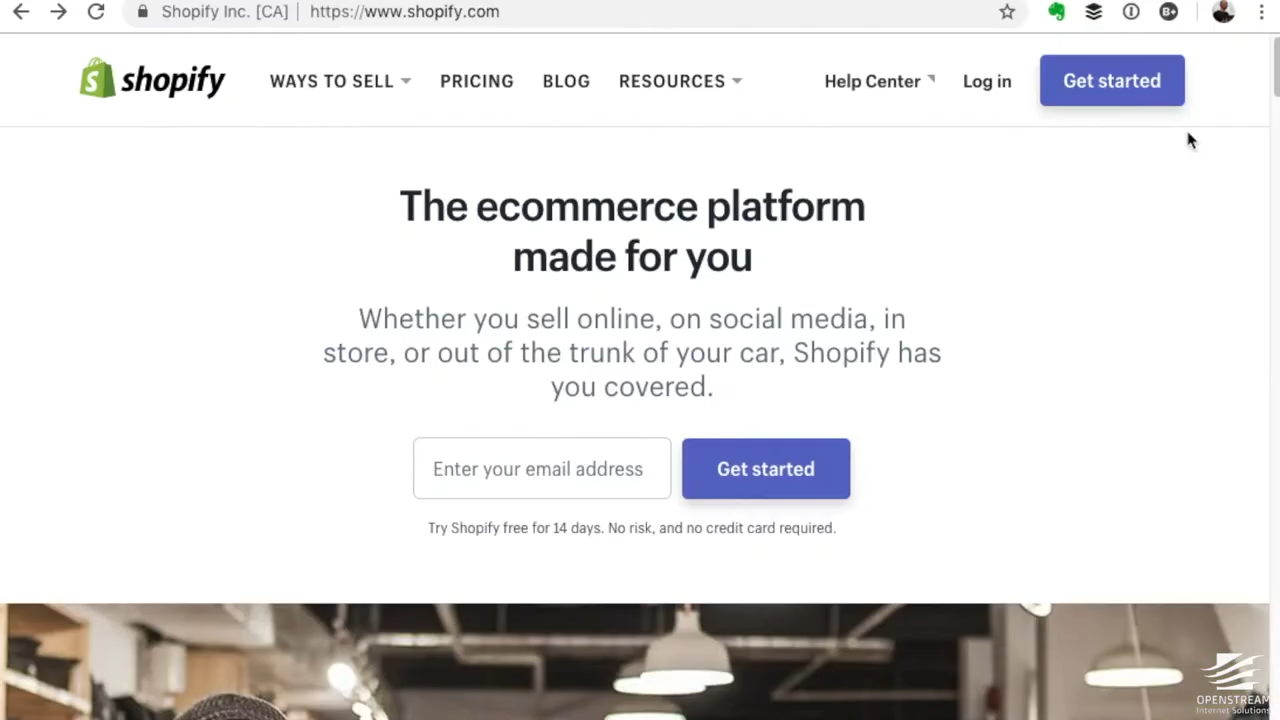 Shopify Inc. [CA] | https://www.shopify.com
shopify WAYS TO SELL PRICING BLOG RESOURCES Help Center Log in Get started
The ecommerce platform
made for you
Whether you sell online, on social media, in
store, or out of the trunk of your car, Shopify has
you covered.
Enter your email address Get started
Try Shopify free for 14 days. No risk, and no credit card required.
OPENSTREAM
Internet Solutions